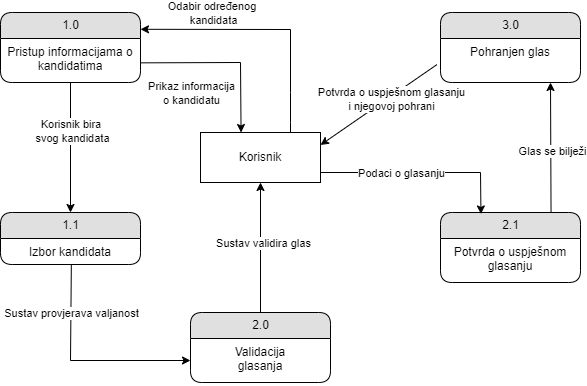 Odabir određenog
kandidata
1.0
Pristup informacijama o
kandidatima
Prikaz informacija
o kandidatu
3.0
Pohranjen glas
Potvrda o uspješnom glasanju
i njegovoj pohrani
Korisnik bira
svog kandidata
Korisnik
Glas se bilježi
Podaci o glasanju
1.1
Izbor kandidata
2.1
Potvrda o uspješnom
glasanju
Sustav validira glas
Sustav provjerava valjanost
2.0
Validacija
glasanja